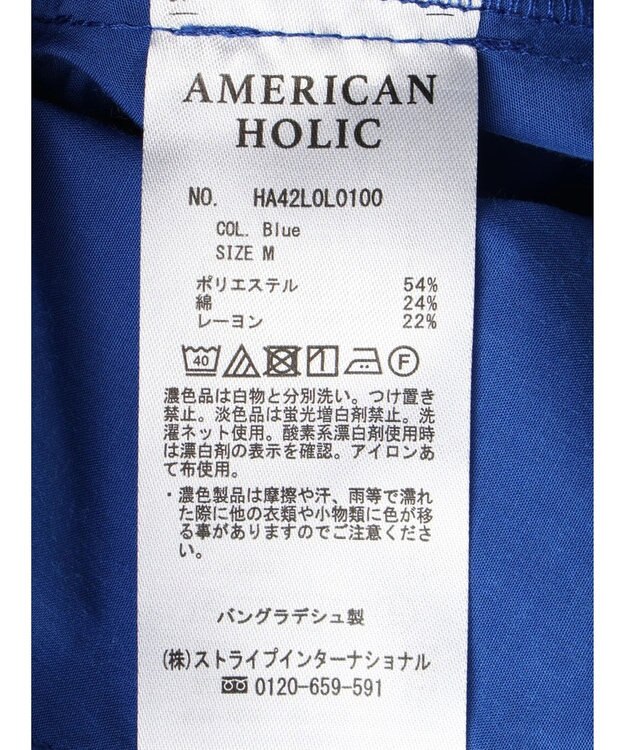 AMERICAN
HOLIC
NO. HA42L0L0100
COL. Blue
SIZE M
ポリエステル 54%
綿 24%
レーヨン 22%
40 F
濃色品は白物と分別洗い。つけ置き
禁止。淡色品は蛍光増白剤禁止。洗
濯ネット使用。酸素系漂白剤使用時
は漂白剤の表示を確認。アイロンあ
て布使用。
・濃色製品は摩擦や汗、雨等で濡れ
た際に他の衣類や小物類に色が移
る事がありますのでご注意くださ
い。
バングラデシュ製
(株)ストライプインターナショナル
0120-659-591